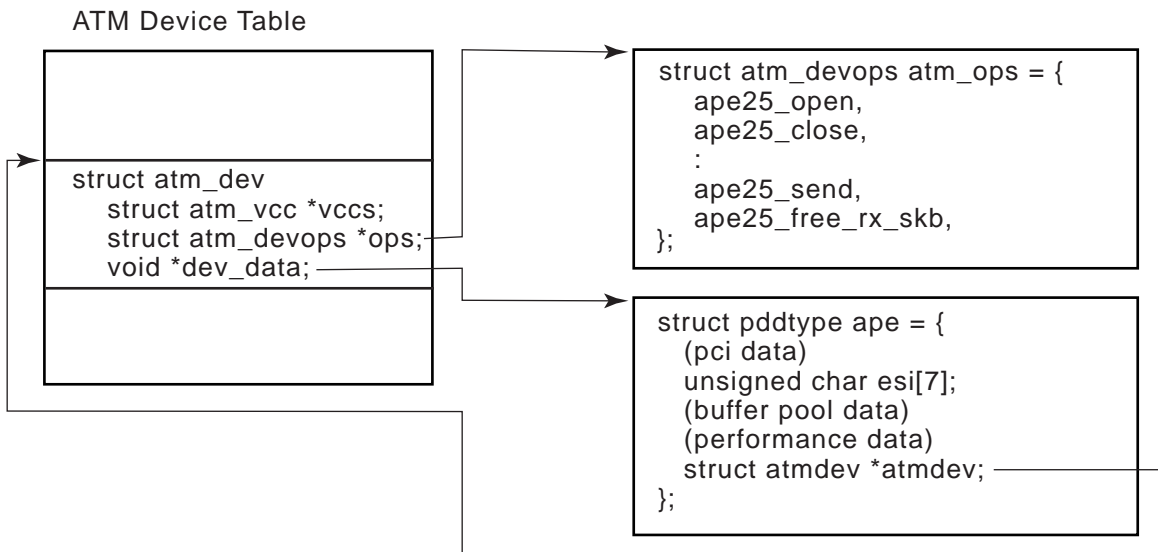 ATM Device Table
struct atm_dev
struct atm_vcc *vccs;
struct atm_devops *ops;
void *dev_data;
struct atm_devops atm_ops = {
ape25_open,
ape25_close,
:
ape25_send,
ape25_free_rx_skb,
};
struct pddtype ape = {
(pci data)
unsigned char esi[7];
(buffer pool data)
(performance data)
struct atmdev *atmdev;
};